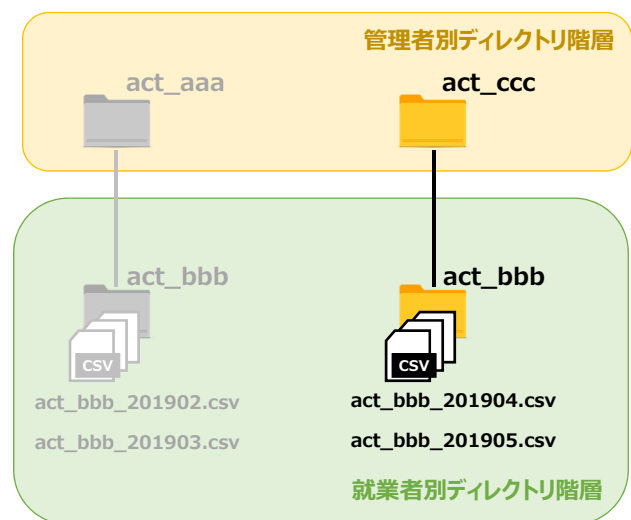 管理者別ディレクトリ階層
act_aaa
act_ccc
act_bbb
act_bbb
CSV
CSV
act_bbb_201902.csv
act_bbb_201904.csv
act_bbb_201903.csv
act_bbb_201905.csv
就業者別ディレクトリ階層